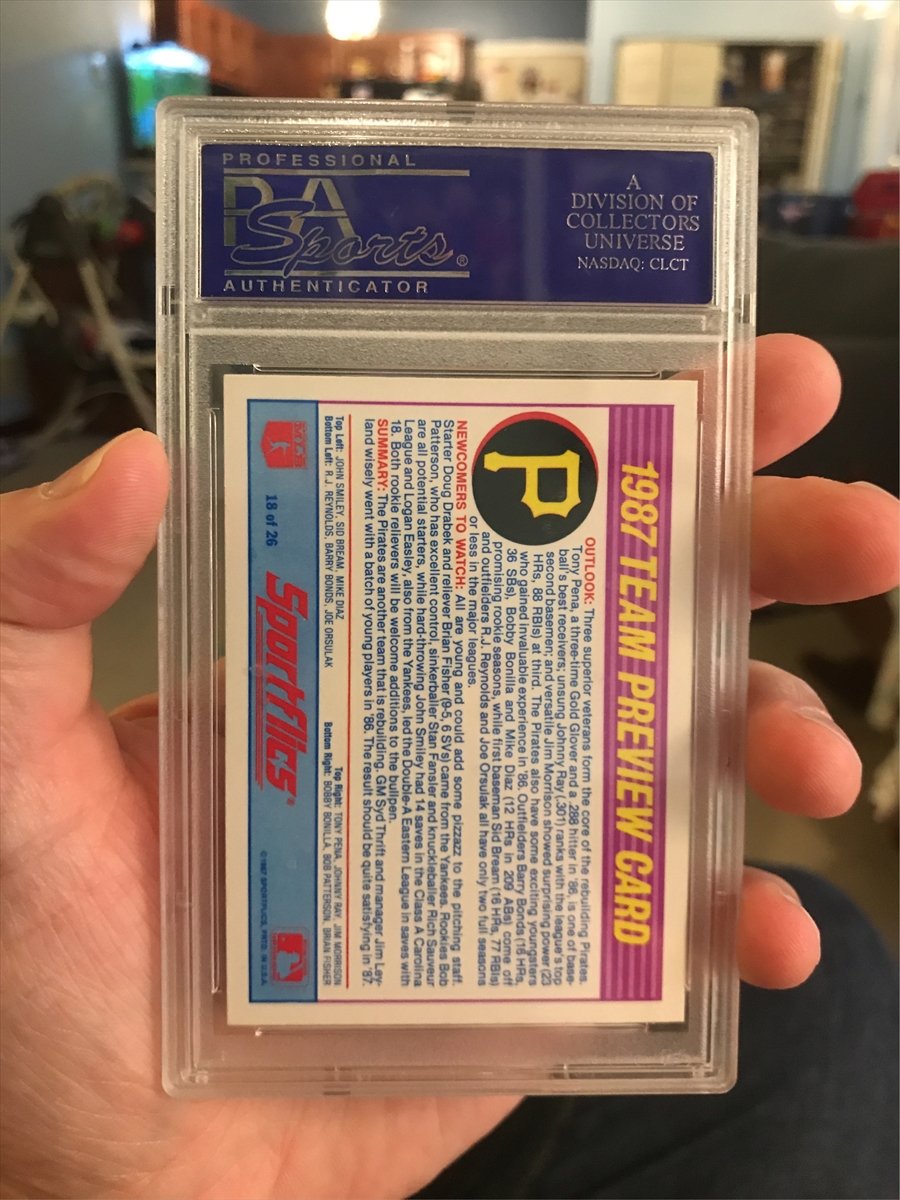 PROFESSIONAL
PSA
Sports®
AUTHENTICATOR
A
DIVISION OF
COLLECTORS
UNIVERSE
NASDAQ: CLCT
1987 TEAM PREVIEW CARD
P
OUTLOOK: Three superior veterans form the core of the rebuilding Pirates.
Tony Pena, a three-time Gold Glover and a .288 hitter in '86, is one of base-
ball's best receivers; unsung Johnny Ray (.301) ranks with the league's top
second basemen; and versatile Jim Morrison showed surprising power (23
HRs, 88 RBIs) at third. The Pirates also have some exciting youngsters
who gained invaluable experience in '86. Outfielders Barry Bonds (16 HRs,
36 SBs), Bobby Bonilla and Mike Diaz (12 HRs in 209 ABs) come off
promising rookie seasons, while first baseman Sid Bream (16 HRs, 77 RBIs)
and outfielders R.J. Reynolds and Joe Orsulak all have only two full seasons
or less in the major leagues.
NEWCOMERS TO WATCH: All are young and could add some pizzazz to the pitching staff.
Starter Doug Drabek and reliever Brian Fisher (9-5, 6 SVs) came from the Yankees. Rookies Bob
Patterson, who has excellent control, sinkerballer Stan Fansler and knuckleballer Rich Sauveur
are all potential starters, while hard-throwing John Smiley had 14 saves in the Class A Carolina
League and Logan Easley, also from the Yankees, led the Double-A Eastern League in saves with
18. Both rookie relievers will be welcome additions to the bullpen.
SUMMARY: The Pirates are another team that is rebuilding. GM Syd Thrift and manager Jim Ley-
land wisely went with a batch of young players in '86. The result should be quite satisfying in '87.
Top Left: JOHN SMILEY, SID BREAM, MIKE DIAZ
Bottom Left: R.J. REYNOLDS, BARRY BONDS, JOE ORSULAK
Top Right: TONY PENA, JOHNNY RAY, JIM MORRISON
Bottom Right: BOBBY BONILLA, BOB PATTERSON, BRIAN FISHER
18 of 26
Sportflics®
©1987 SPORTFLICS, PRTD. IN U.S.A.